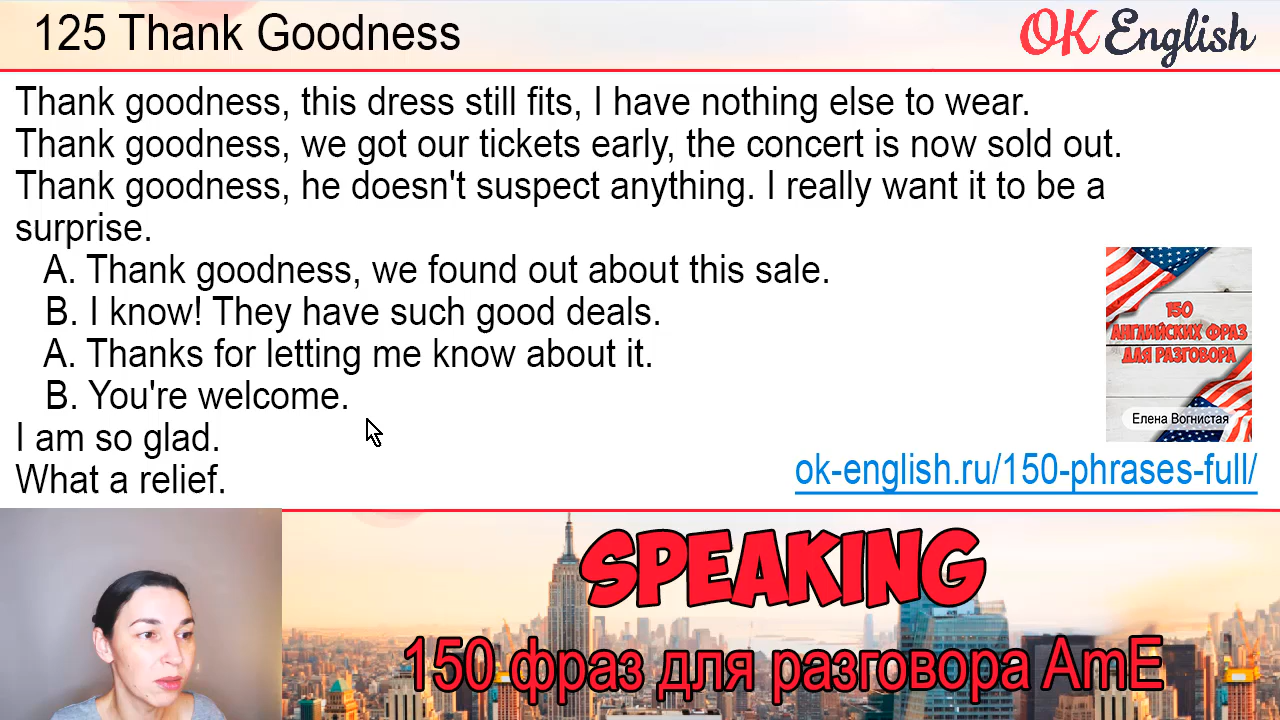 125 Thank Goodness
OK English
Thank goodness, this dress still fits, I have nothing else to wear.
Thank goodness, we got our tickets early, the concert is now sold out.
Thank goodness, he doesn't suspect anything. I really want it to be a
surprise.
A. Thank goodness, we found out about this sale.
B. I know! They have such good deals.
A. Thanks for letting me know about it.
B. You're welcome.
I am so glad.
What a relief.
150
АНГЛИЙСКИХ ФРАЗ
ДЛЯ РАЗГОВОРА
Елена Вогнистая
ok-english.ru/150-phrases-full/
SPEAKING
150 фраз для разговора AmE